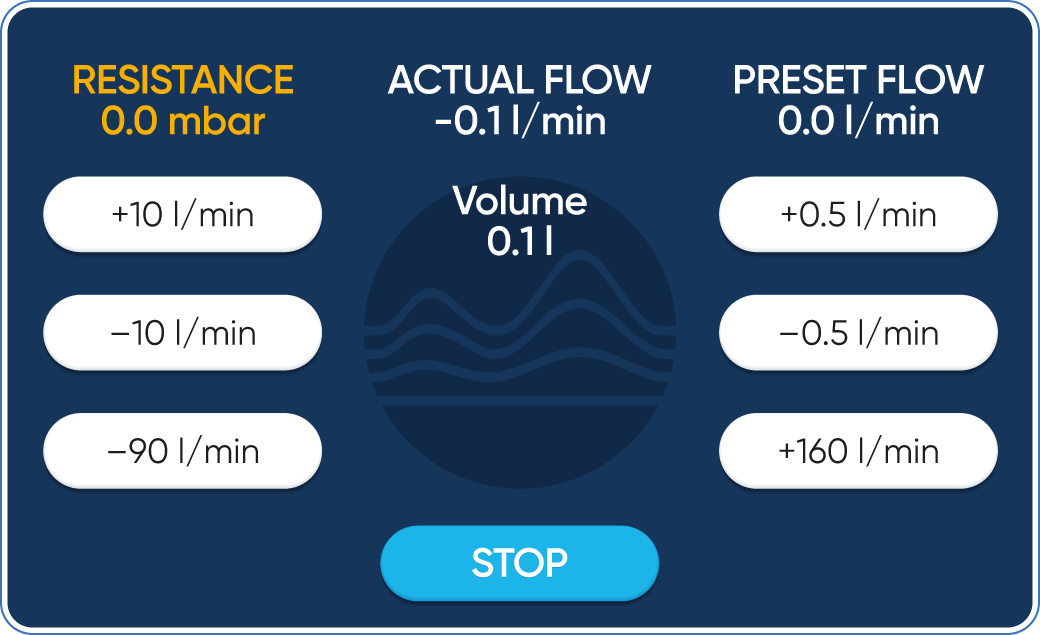 RESISTANCE
0.0 mbar
ACTUAL FLOW
-0.1 l/min
PRESET FLOW
0.0 l/min
Volume
0.1 l
+10 l/min
–10 l/min
–90 l/min
+0.5 l/min
–0.5 l/min
+160 l/min
STOP